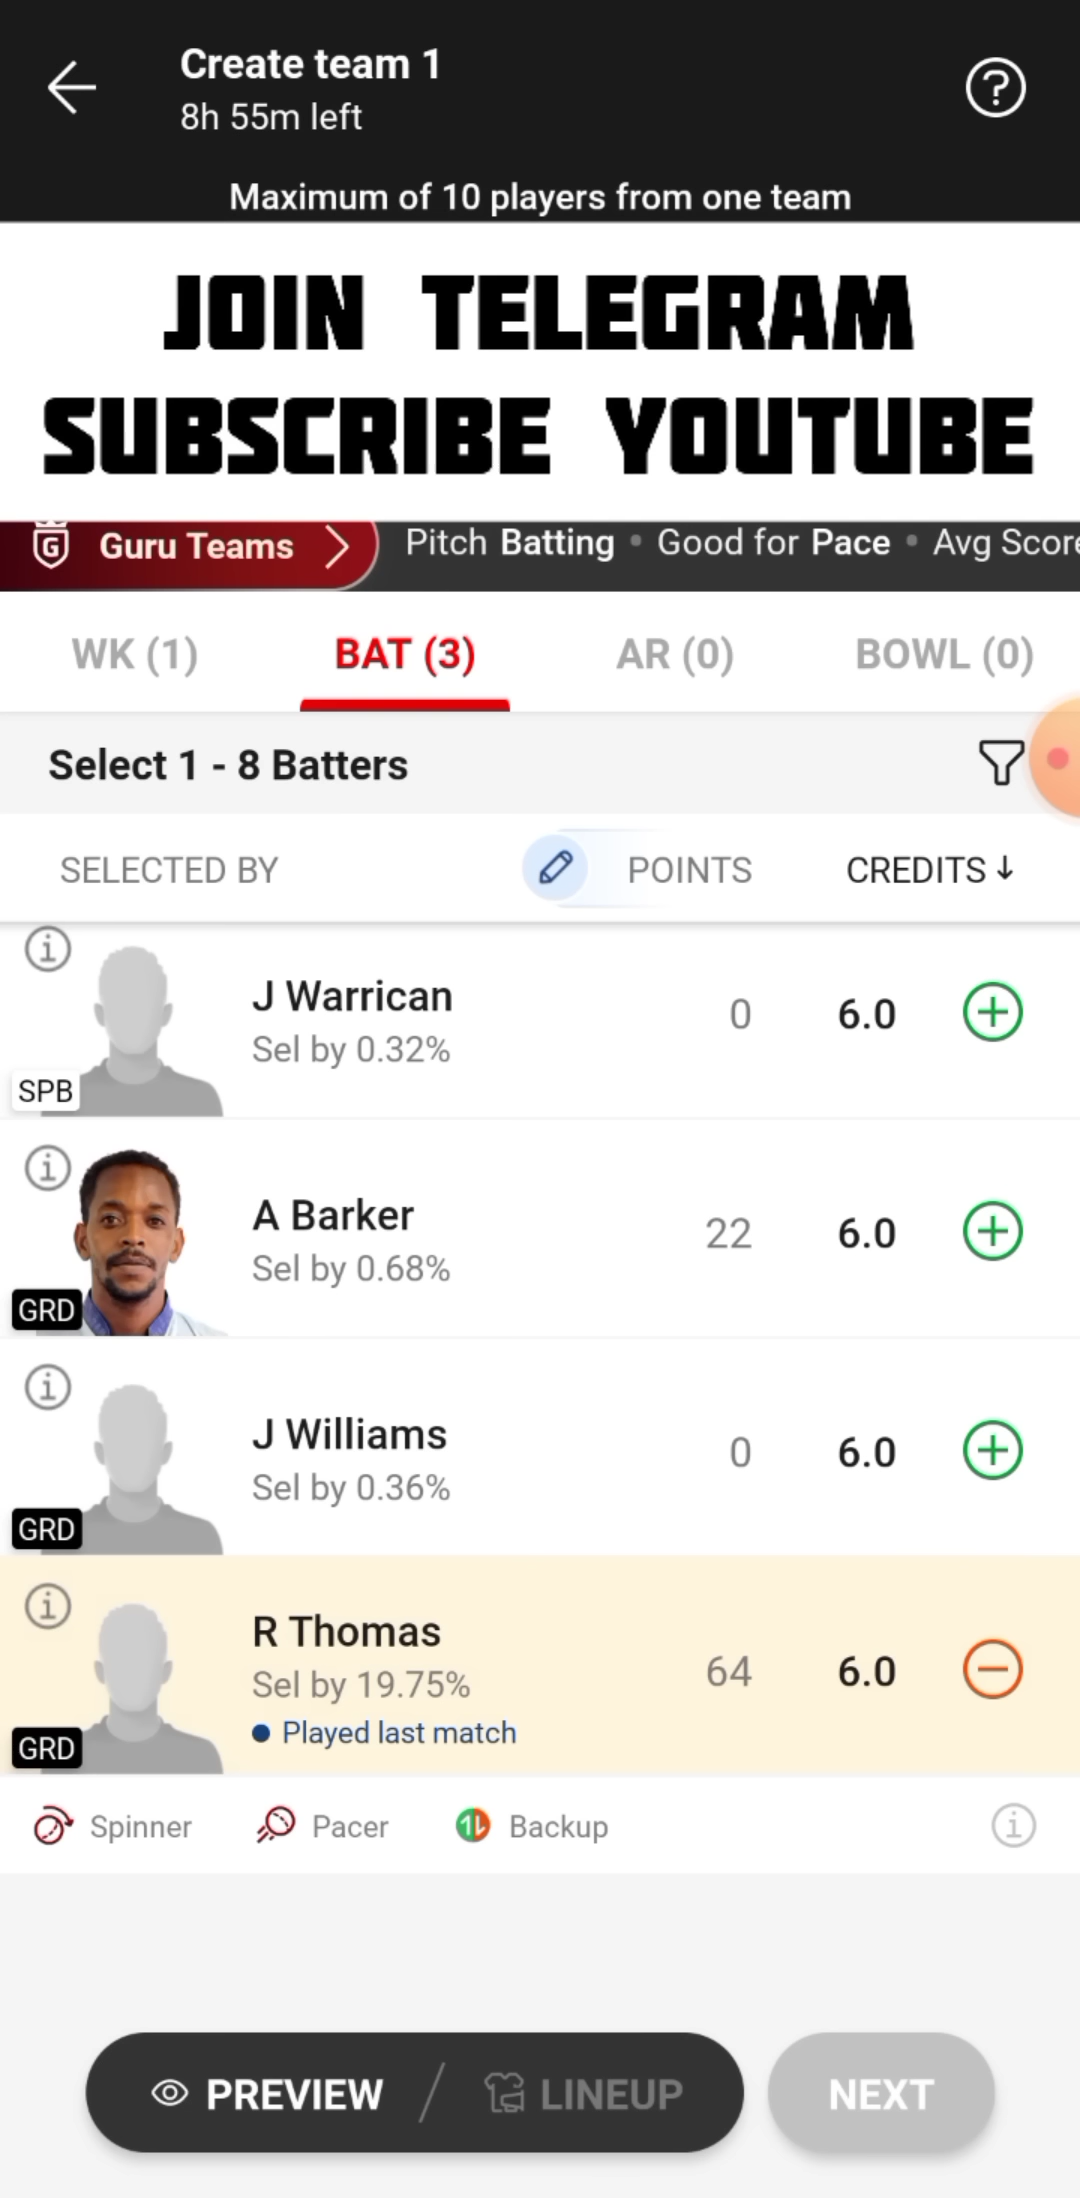 Create team 1
8h 55m left
Maximum of 10 players from one team
JOIN TELEGRAM
SUBSCRIBE YOUTUBE
G Guru Teams Pitch Batting • Good for Pace • Avg Score
WK (1) BAT (3) AR (0) BOWL (0)
Select 1 - 8 Batters
SELECTED BY POINTS CREDITS ↓
J Warrican 0 6.0
Sel by 0.32%
SPB
A Barker 22 6.0
Sel by 0.68%
GRD
J Williams 0 6.0
Sel by 0.36%
GRD
R Thomas 64 6.0
Sel by 19.75%
• Played last match
GRD
Spinner Pacer Backup
PREVIEW / LINEUP NEXT